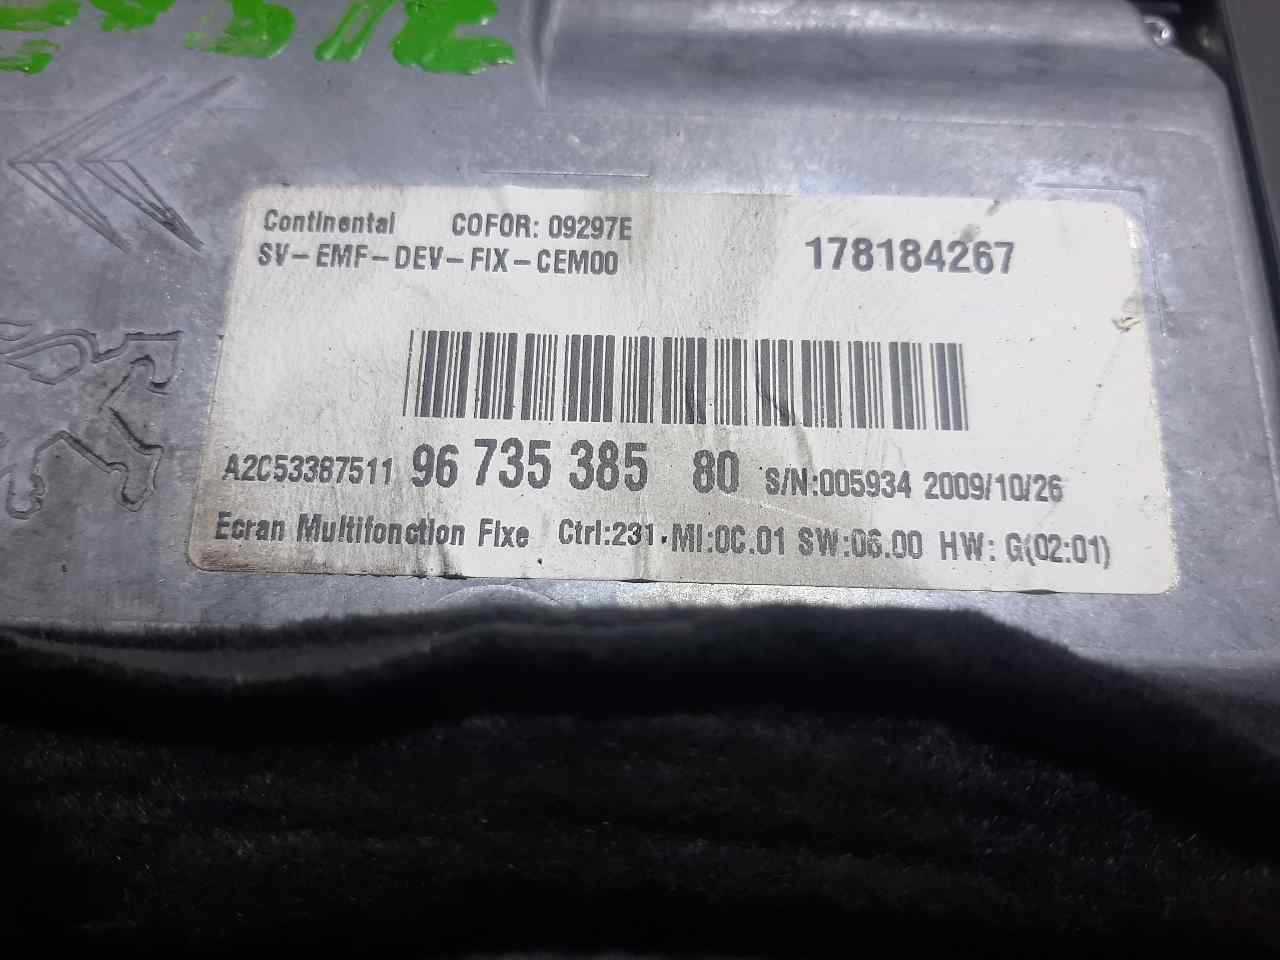 Continental COFOR: 09297E
SV-EMF-DEV-FIX-CEM00
178184267
A2C53387511 96 735 385 80 S/N:005934 2009/10/26
Ecran Multifonction Fixe Ctrl:231. MI:0C.01 SW:06.00 HW: G(02:01)